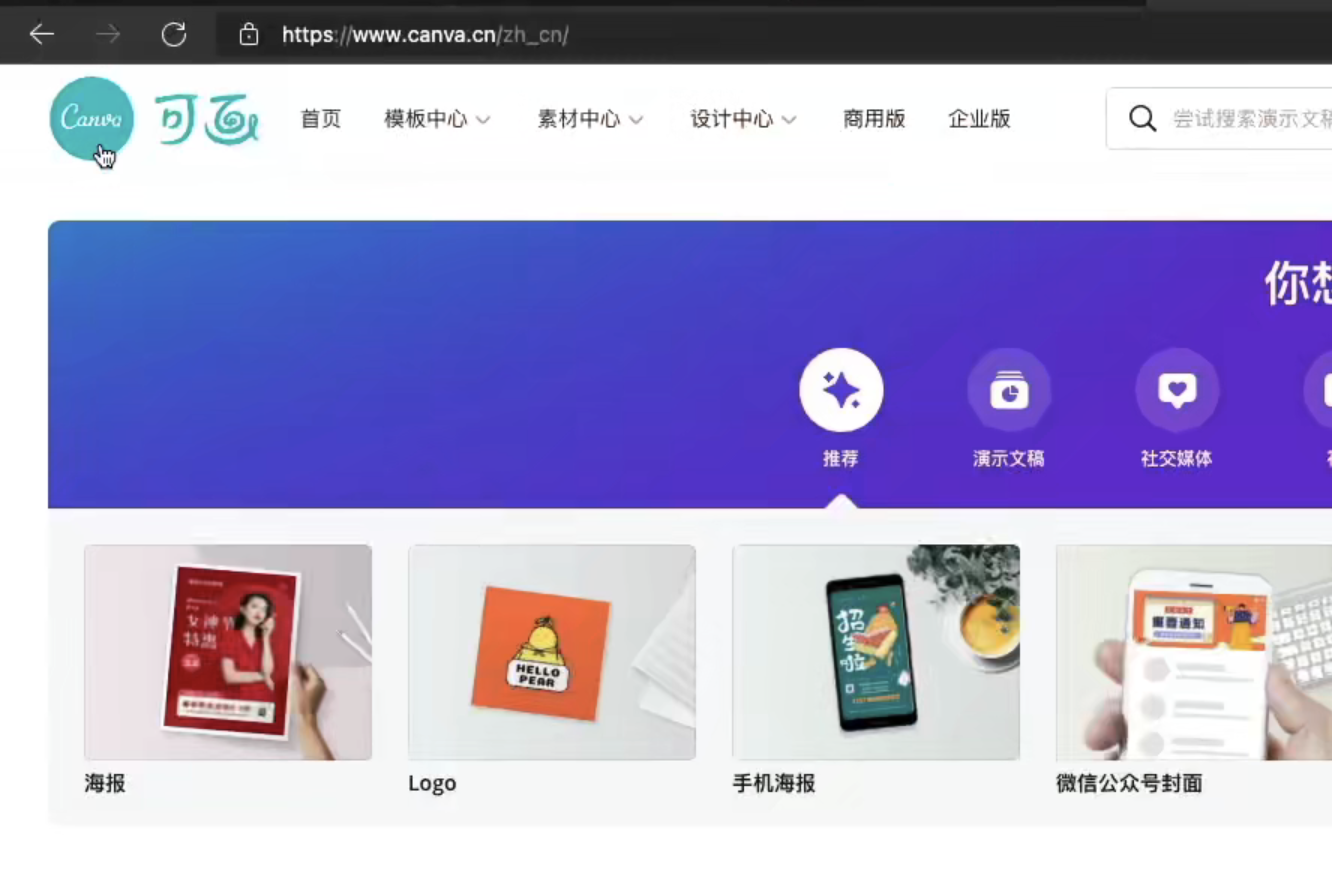 https://www.canva.cn/zh_cn/
Canva 可画 首页 模板中心 素材中心 设计中心 商用版 企业版 尝试搜索演示文稿
你想
推荐 演示文稿 社交媒体
女神节
特惠
HELLO
PEAR
招生啦
重要通知
海报 Logo 手机海报 微信公众号封面